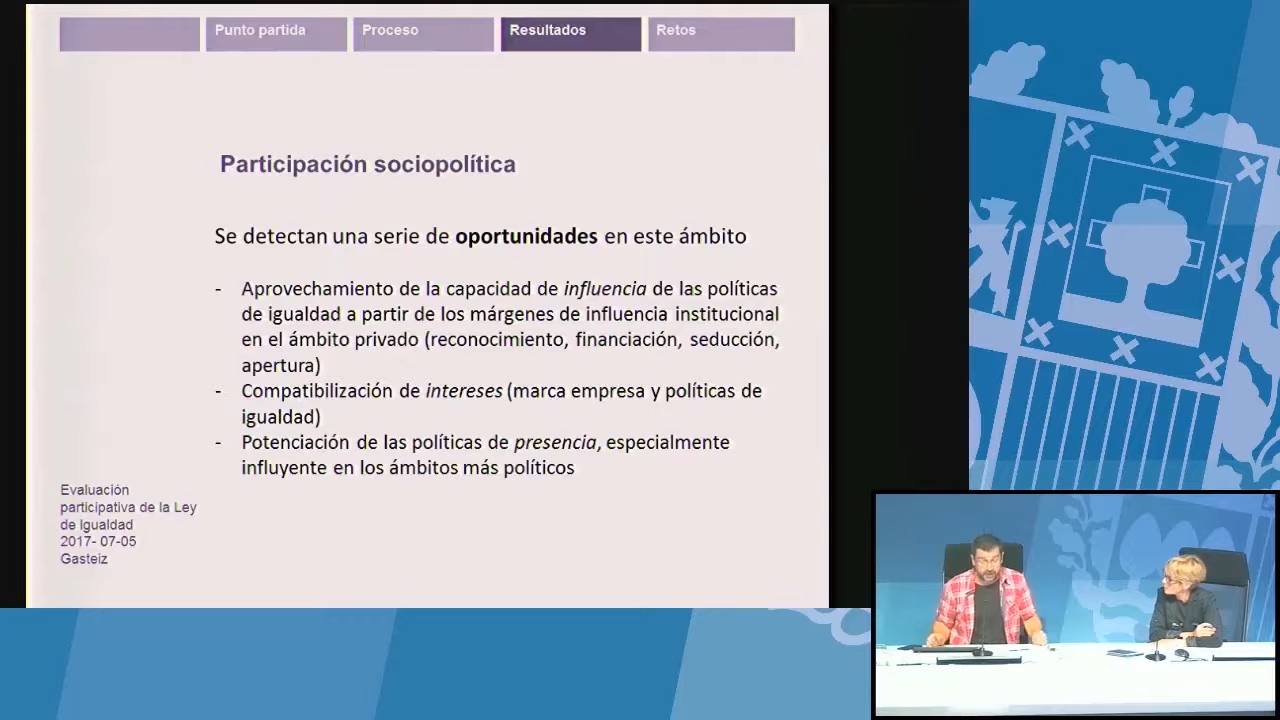 Punto partida
Proceso
Resultados
Retos
Participación sociopolítica
Se detectan una serie de oportunidades en este ámbito
- Aprovechamiento de la capacidad de influencia de las políticas
de igualdad a partir de los márgenes de influencia institucional
en el ámbito privado (reconocimiento, financiación, seducción,
apertura)
- Compatibilización de intereses (marca empresa y políticas de
igualdad)
- Potenciación de las políticas de presencia, especialmente
influyente en los ámbitos más políticos
Evaluación
participativa de la Ley
de Igualdad
2017- 07-05
Gasteiz